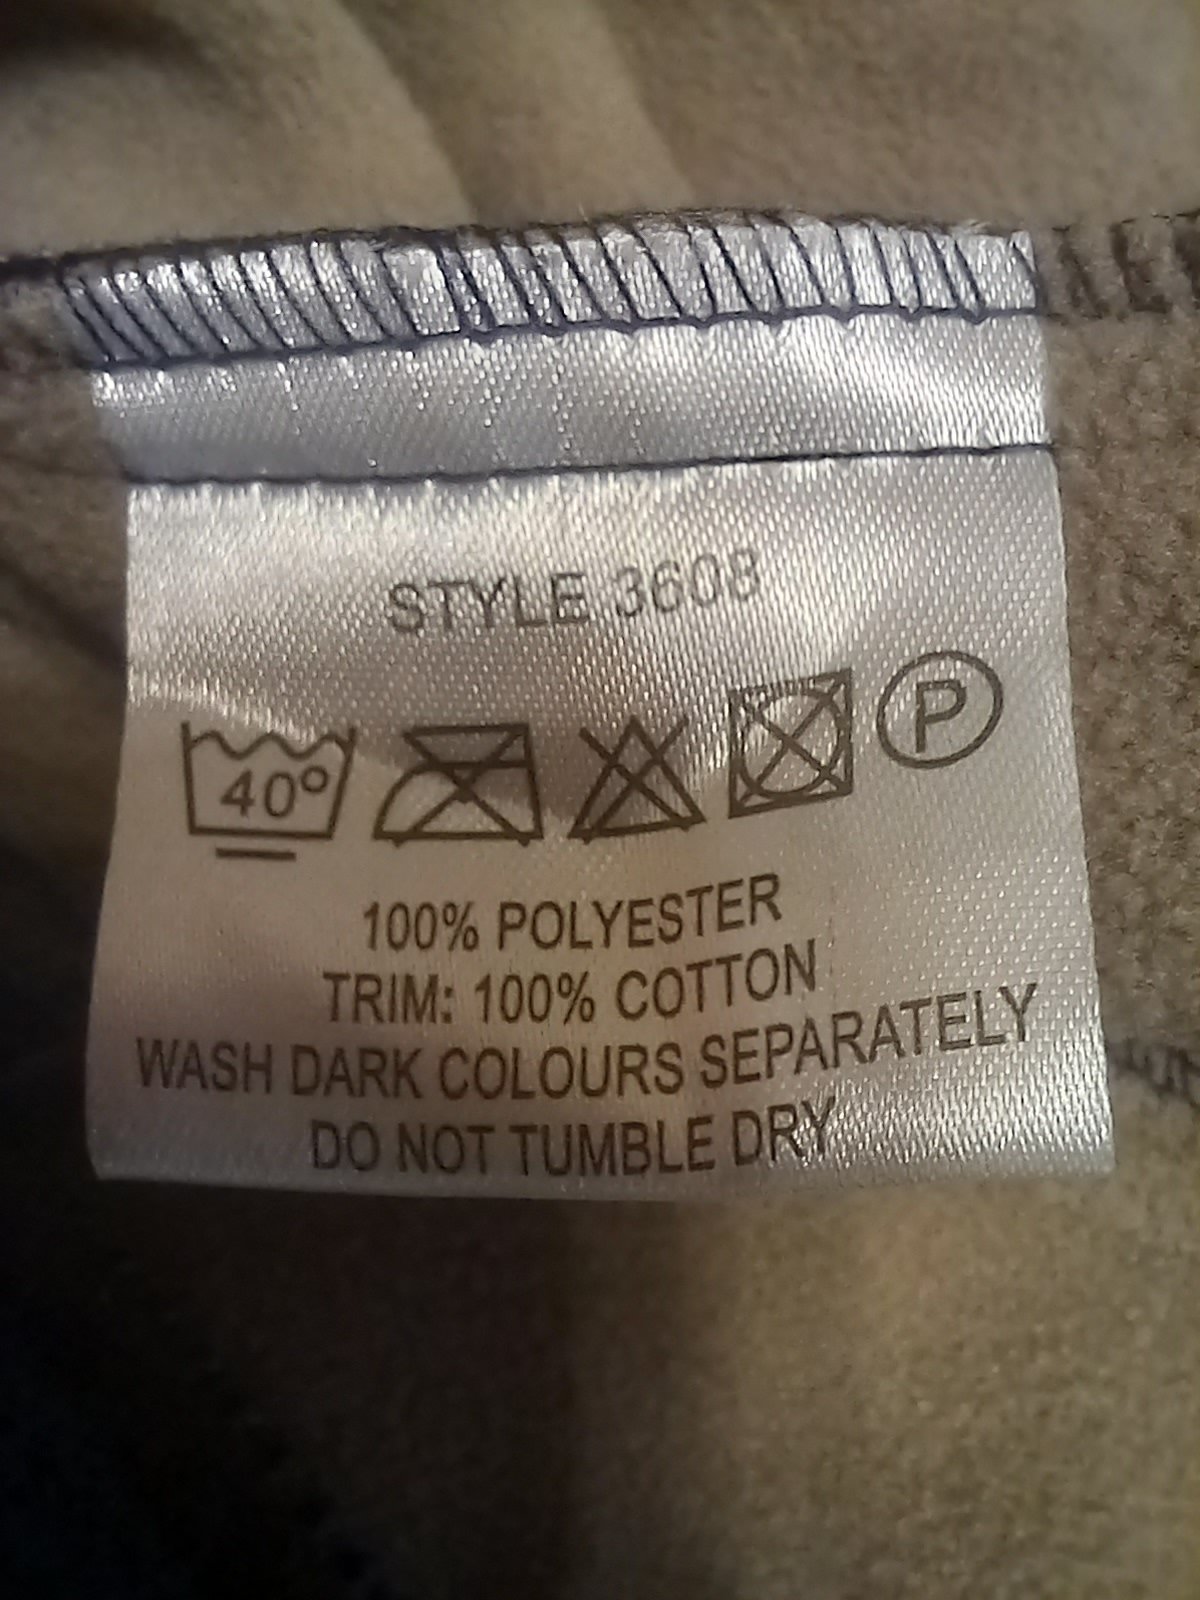 STYLE 3608
40°
P
100% POLYESTER
TRIM: 100% COTTON
WASH DARK COLOURS SEPARATELY
DO NOT TUMBLE DRY